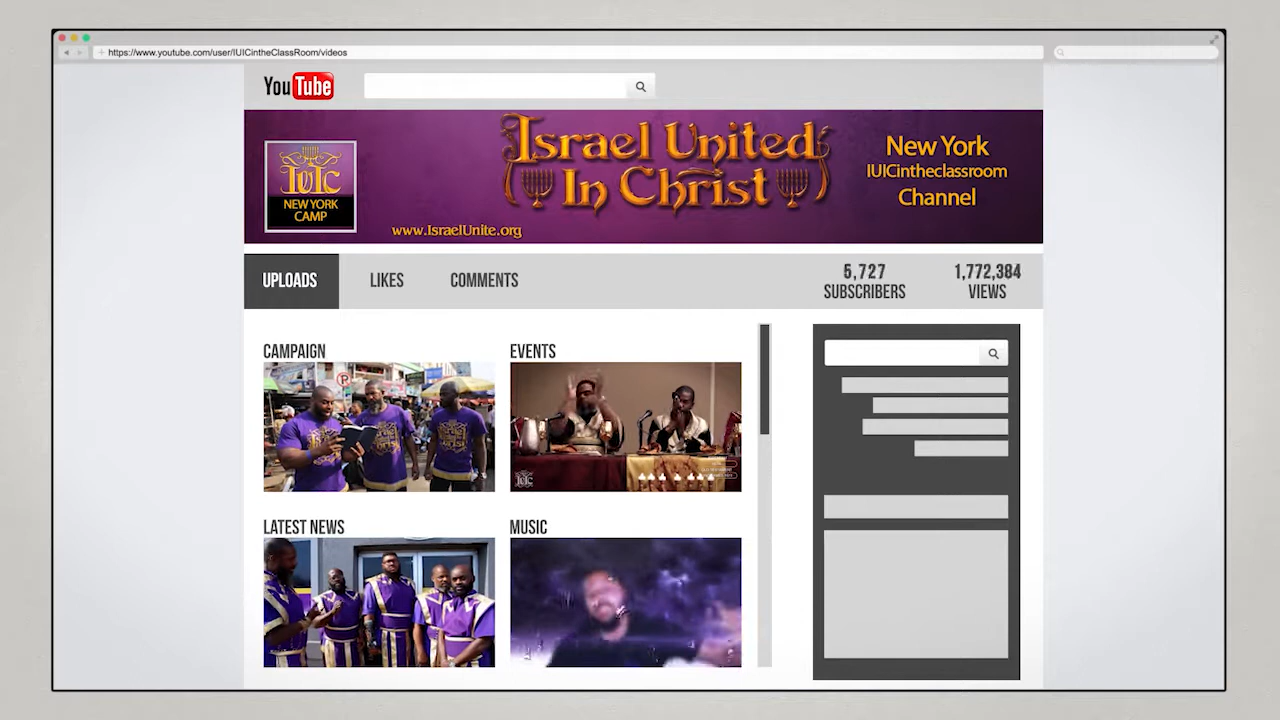 https://www.youtube.com/user/IUICintheClassRoom/videos
YouTube
Israel United
In Christ
New York
IUICintheclassroom
Channel
IUIC
NEW YORK
CAMP
www.IsraelUnite.org
UPLOADS
LIKES
COMMENTS
5,727
SUBSCRIBERS
1,772,384
VIEWS
CAMPAIGN
EVENTS
P
IUIC
LATEST NEWS
MUSIC